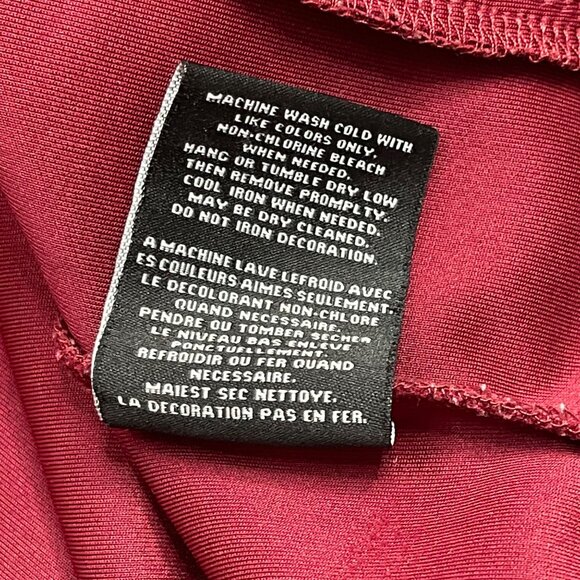 MACHINE WASH COLD WITH
LIKE COLORS ONLY,
NON-CHLORINE BLEACH
WHEN NEEDED.
HANG OR TUMBLE DRY LOW
THEN REMOVE PROMPLTY.
COOL IRON WHEN NEEDED.
MAY BE DRY CLEANED.
DO NOT IRON DECORATION.
A MACHINE LAVE LEFROID AVEC
ES COULEURS AIMES SEULEMENT.
LE DECOLORANT NON-CHLORE
QUAND NECESSAIRE.
PENDRE OU TOMBER SECHER
LE NIVEAU BAS ENLEVE
PONCTUELLEMENT.
REFROIDIR OU FER QUAND
NECESSAIRE.
MAIEST SEC NETTOYE.
LA DECORATION PAS EN FER.